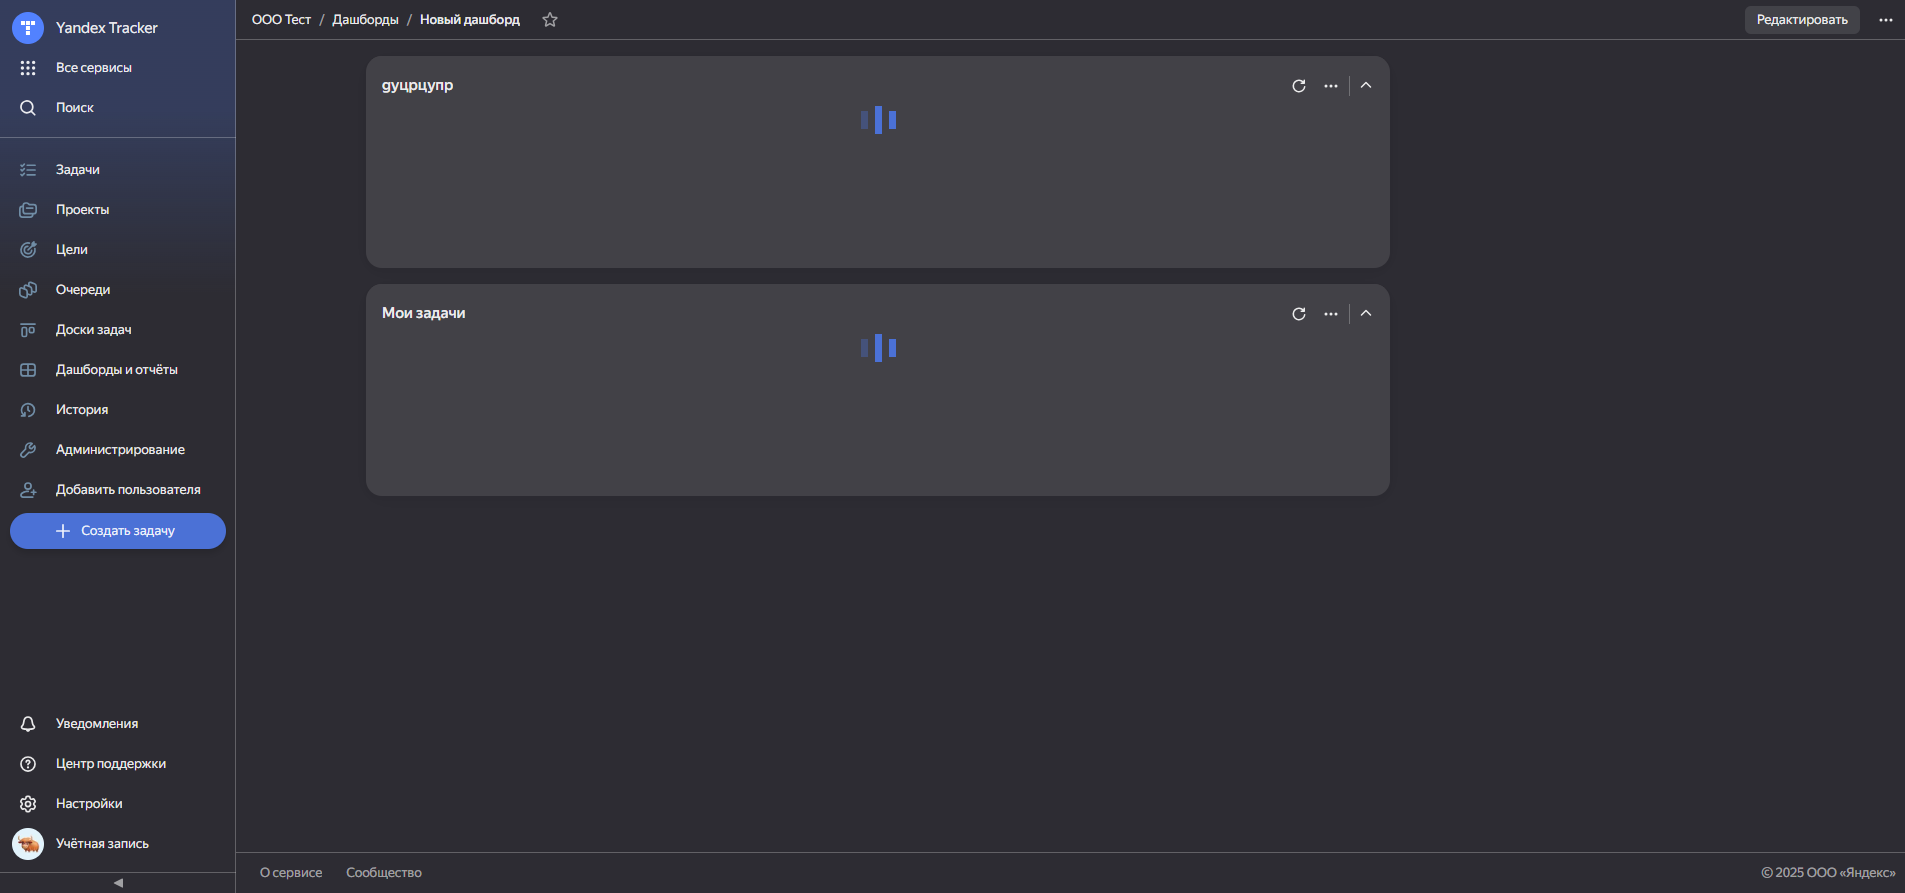 Yandex Tracker
Все сервисы
Поиск
Задачи
Проекты
Цели
Очереди
Доски задач
Дашборды и отчёты
История
Администрирование
Добавить пользователя
Создать задачу
Уведомления
Центр поддержки
Настройки
Учётная запись
ООО Тест / Дашборды / Новый дашборд
Редактировать
дуцрцупр
Мои задачи
О сервисе
Сообщество
© 2025 ООО «Яндекс»